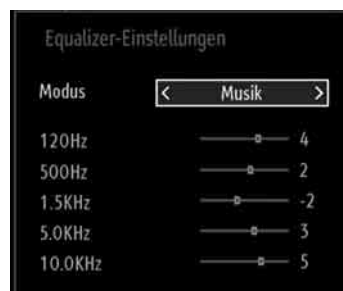 Equalizer-Einstellungen
Modus < Musik >
120Hz 4
500Hz 2
1.5KHz -2
5.0KHz 3
10.0KHz 5